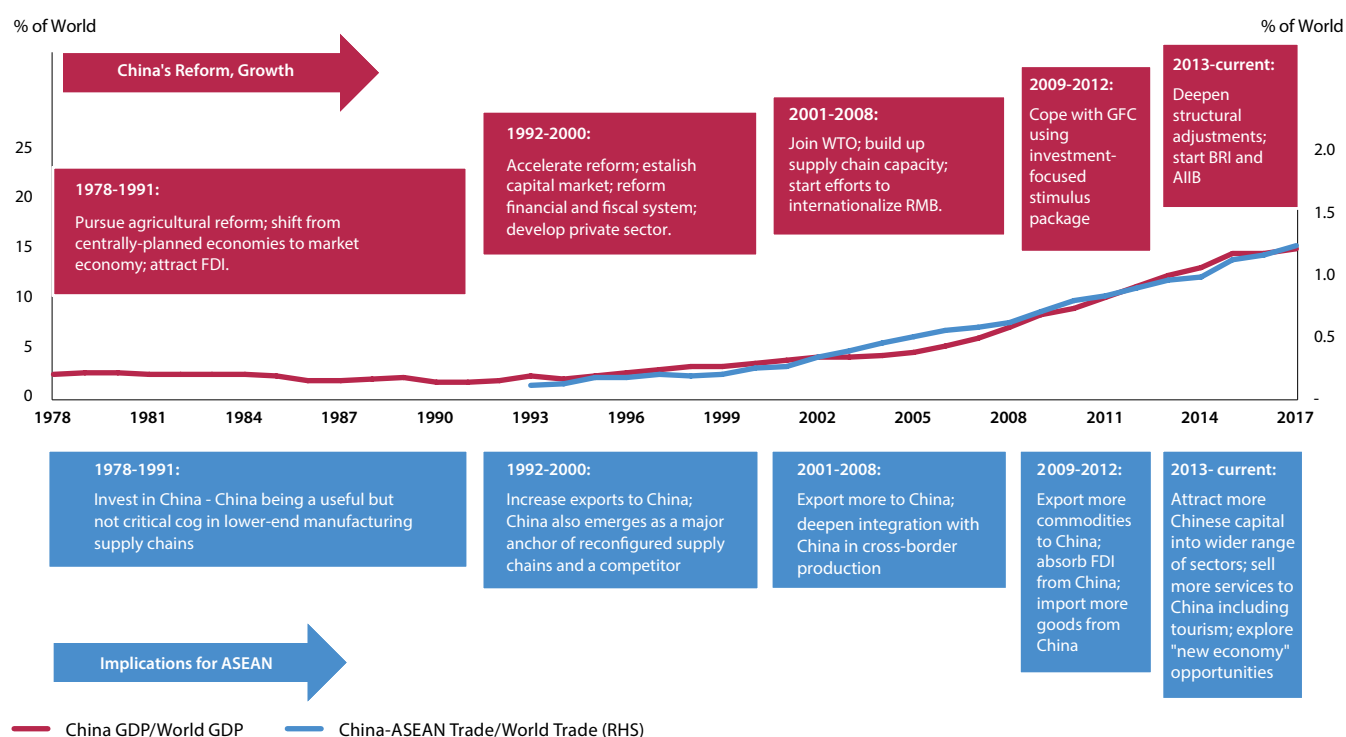 % of World
% of World
China's Reform, Growth
1978-1991:
Pursue agricultural reform; shift from
centrally-planned economies to market
economy; attract FDI.
1992-2000:
Accelerate reform; estalish
capital market; reform
financial and fiscal system;
develop private sector.
2001-2008:
Join WTO; build up
supply chain capacity;
start efforts to
internationalize RMB.
2009-2012:
Cope with GFC
using
investment-
focused
stimulus
package
2013-current:
Deepen
structural
adjustments;
start BRI and
AIIB
25
20
15
10
5
0
2.0
1.5
1.0
0.5
-
1978 1981 1984 1987 1990 1993 1996 1999 2002 2005 2008 2011 2014 2017
1978-1991:
Invest in China - China being a useful but
not critical cog in lower-end manufacturing
supply chains
1992-2000:
Increase exports to China;
China also emerges as a major
anchor of reconfigured supply
chains and a competitor
2001-2008:
Export more to China;
deepen integration with
China in cross-border
production
2009-2012:
Export more
commodities
to China;
absorb FDI
from China;
import more
goods from
China
2013- current:
Attract more
Chinese capital
into wider range
of sectors; sell
more services to
China including
tourism; explore
"new economy"
opportunities
Implications for ASEAN
China GDP/World GDP
China-ASEAN Trade/World Trade (RHS)